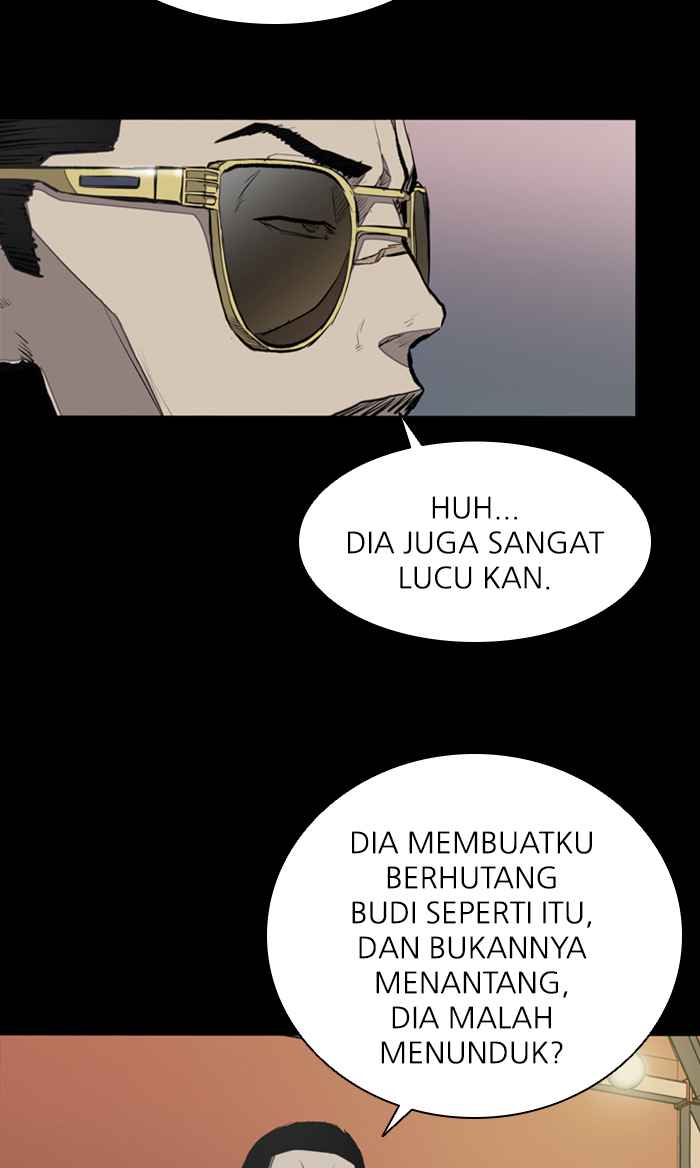 HUH...
DIA JUGA SANGAT
LUCU KAN.
DIA MEMBUATKU
BERHUTANG
BUDI SEPERTI ITU,
DAN BUKANNYA
MENANTANG,
DIA MALAH
MENUNDUK?